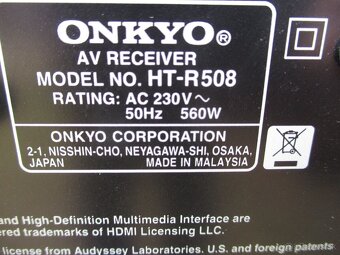 ONKYO®
AV RECEIVER
MODEL NO. HT-R508
RATING: AC 230V~
50Hz 560W
ONKYO CORPORATION
2-1, NISSHIN-CHO, NEYAGAWA-SHI, OSAKA,
JAPAN MADE IN MALAYSIA
and High-Definition Multimedia Interface are
ered trademarks of HDMI Licensing LLC.
license from Audyssey Laboratories. U.S. and foreign patents